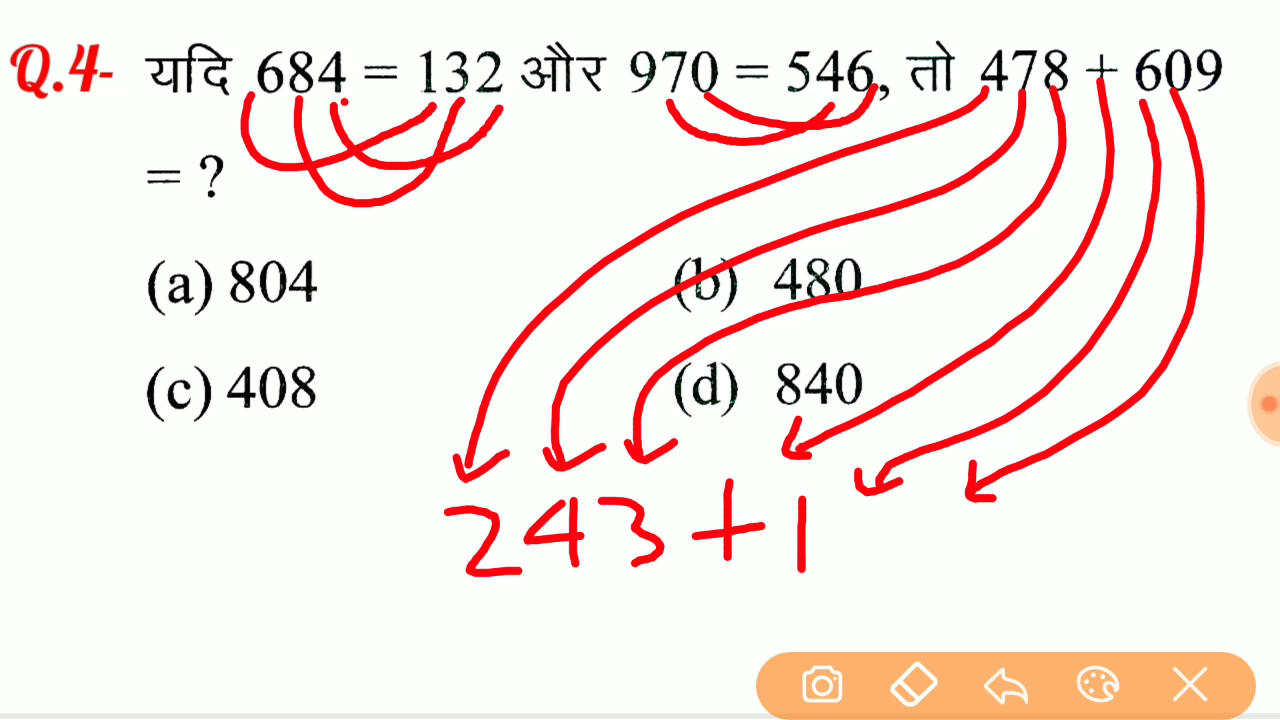 Q.4- यदि 684 = 132 और 970 = 546, तो 478 + 609
= ?
(a) 804 (b) 480
(c) 408 (d) 840
243+1